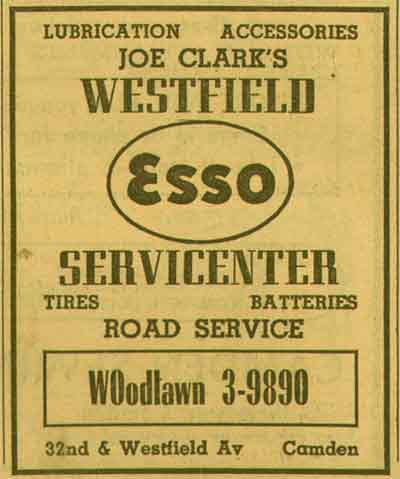 LUBRICATION ACCESSORIES
JOE CLARK'S
WESTFIELD
Esso
SERVICENTER
TIRES BATTERIES
ROAD SERVICE
WOodlawn 3-9890
32nd & Westfield Av Camden